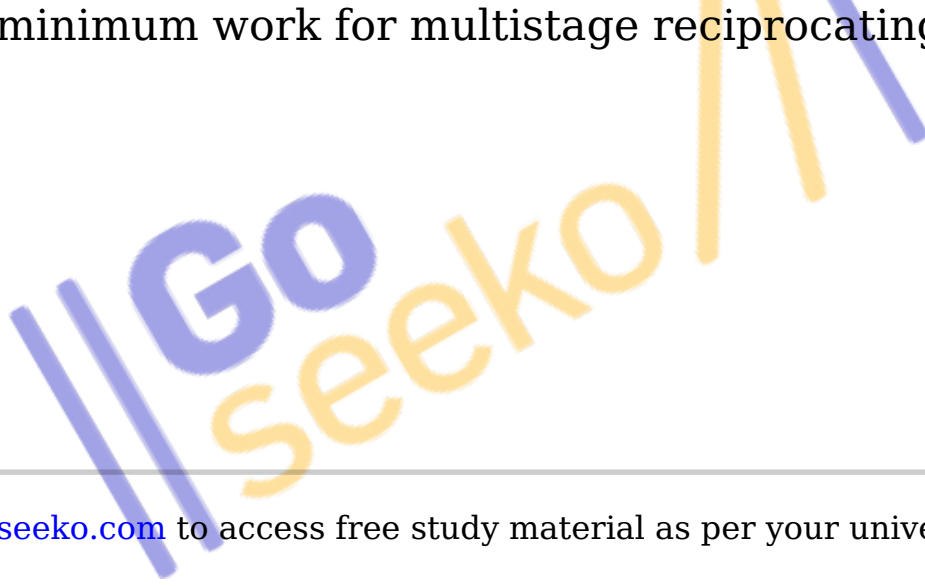 minimum work for multistage reciprocating
Go
seeko
seeko.com to access free study material as per your unive